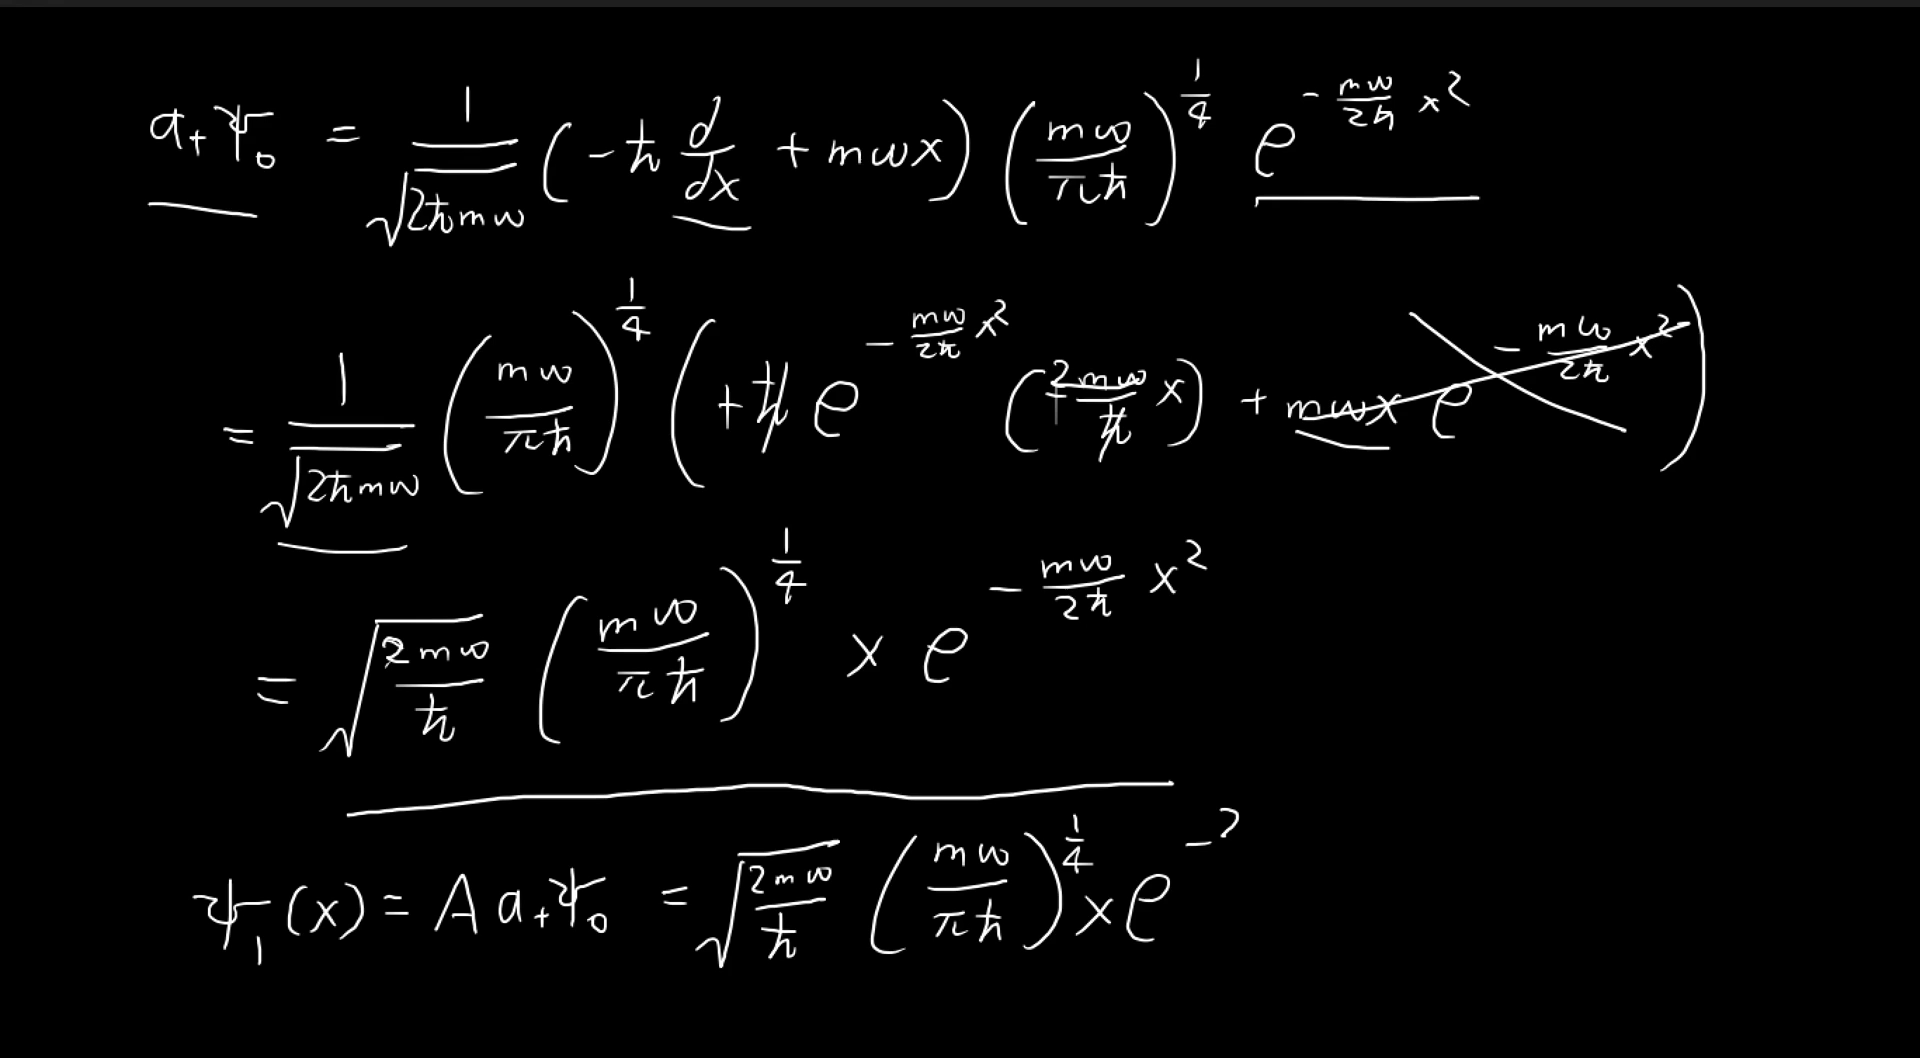 a₊ψ₀ = 1/√(2ħmω) (−ħ d/dx + mωx) (mω/πħ)^(1/4) e^(−(mω/2ħ) x²)
= 1/√(2ħmω) (mω/πħ)^(1/4) (+ħ e^(−(mω/2ħ) x²) (+2mω/ħ x) + mωx e^(−(mω/2ħ) x²))
= √(2mω/ħ) (mω/πħ)^(1/4) x e^(−(mω/2ħ) x²)
ψ₁(x) = A a₊ψ₀ = √(2mω/ħ) (mω/πħ)^(1/4) x e^−